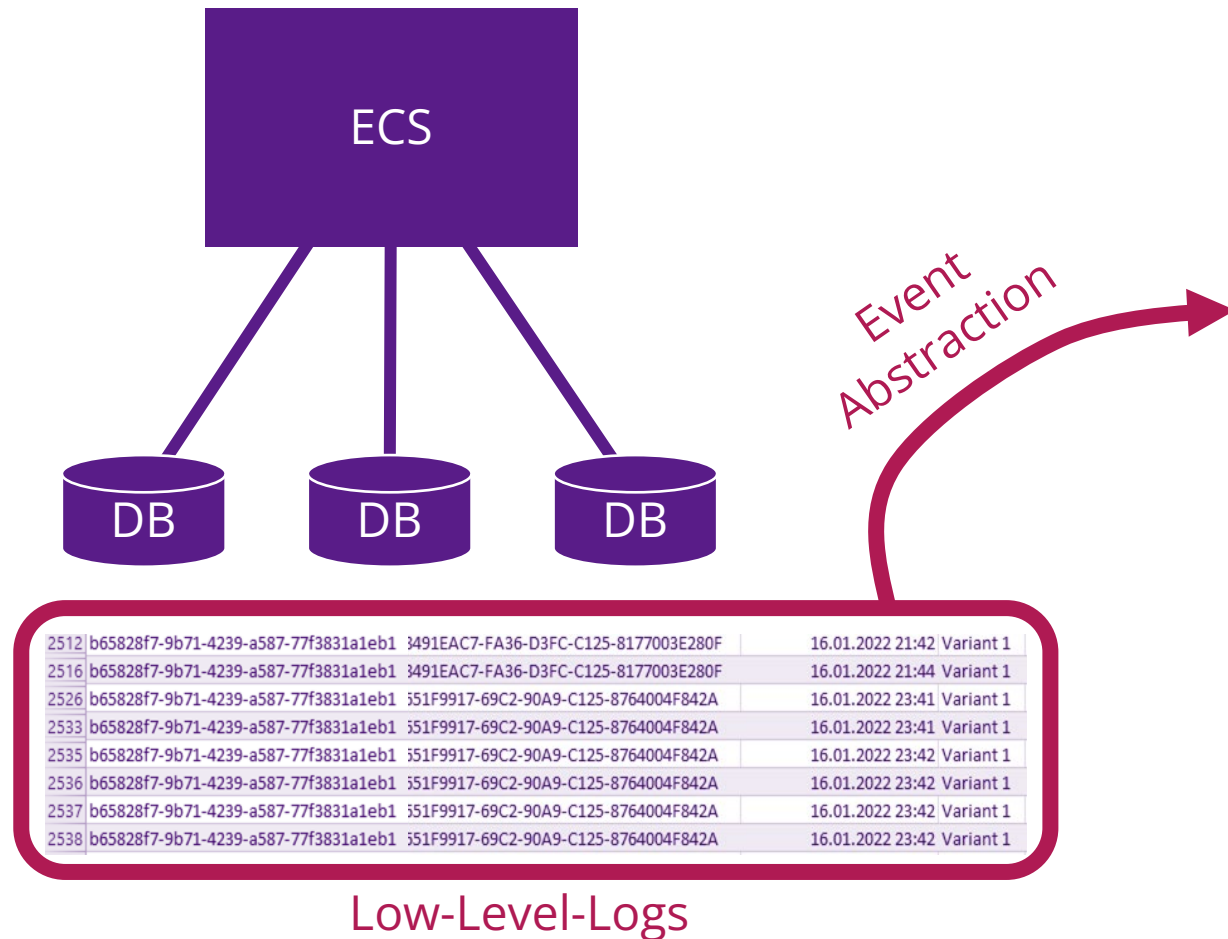 ECS
Event
Abstraction
DB DB DB
2512 b65828f7-9b71-4239-a587-77f3831a1eb1 3491EAC7-FA36-D3FC-C125-8177003E280F 16.01.2022 21:42 Variant 1
2516 b65828f7-9b71-4239-a587-77f3831a1eb1 3491EAC7-FA36-D3FC-C125-8177003E280F 16.01.2022 21:44 Variant 1
2526 b65828f7-9b71-4239-a587-77f3831a1eb1 551F9917-69C2-90A9-C125-8764004F842A 16.01.2022 23:41 Variant 1
2533 b65828f7-9b71-4239-a587-77f3831a1eb1 551F9917-69C2-90A9-C125-8764004F842A 16.01.2022 23:41 Variant 1
2535 b65828f7-9b71-4239-a587-77f3831a1eb1 551F9917-69C2-90A9-C125-8764004F842A 16.01.2022 23:42 Variant 1
2536 b65828f7-9b71-4239-a587-77f3831a1eb1 551F9917-69C2-90A9-C125-8764004F842A 16.01.2022 23:42 Variant 1
2537 b65828f7-9b71-4239-a587-77f3831a1eb1 551F9917-69C2-90A9-C125-8764004F842A 16.01.2022 23:42 Variant 1
2538 b65828f7-9b71-4239-a587-77f3831a1eb1 551F9917-69C2-90A9-C125-8764004F842A 16.01.2022 23:42 Variant 1
Low-Level-Logs